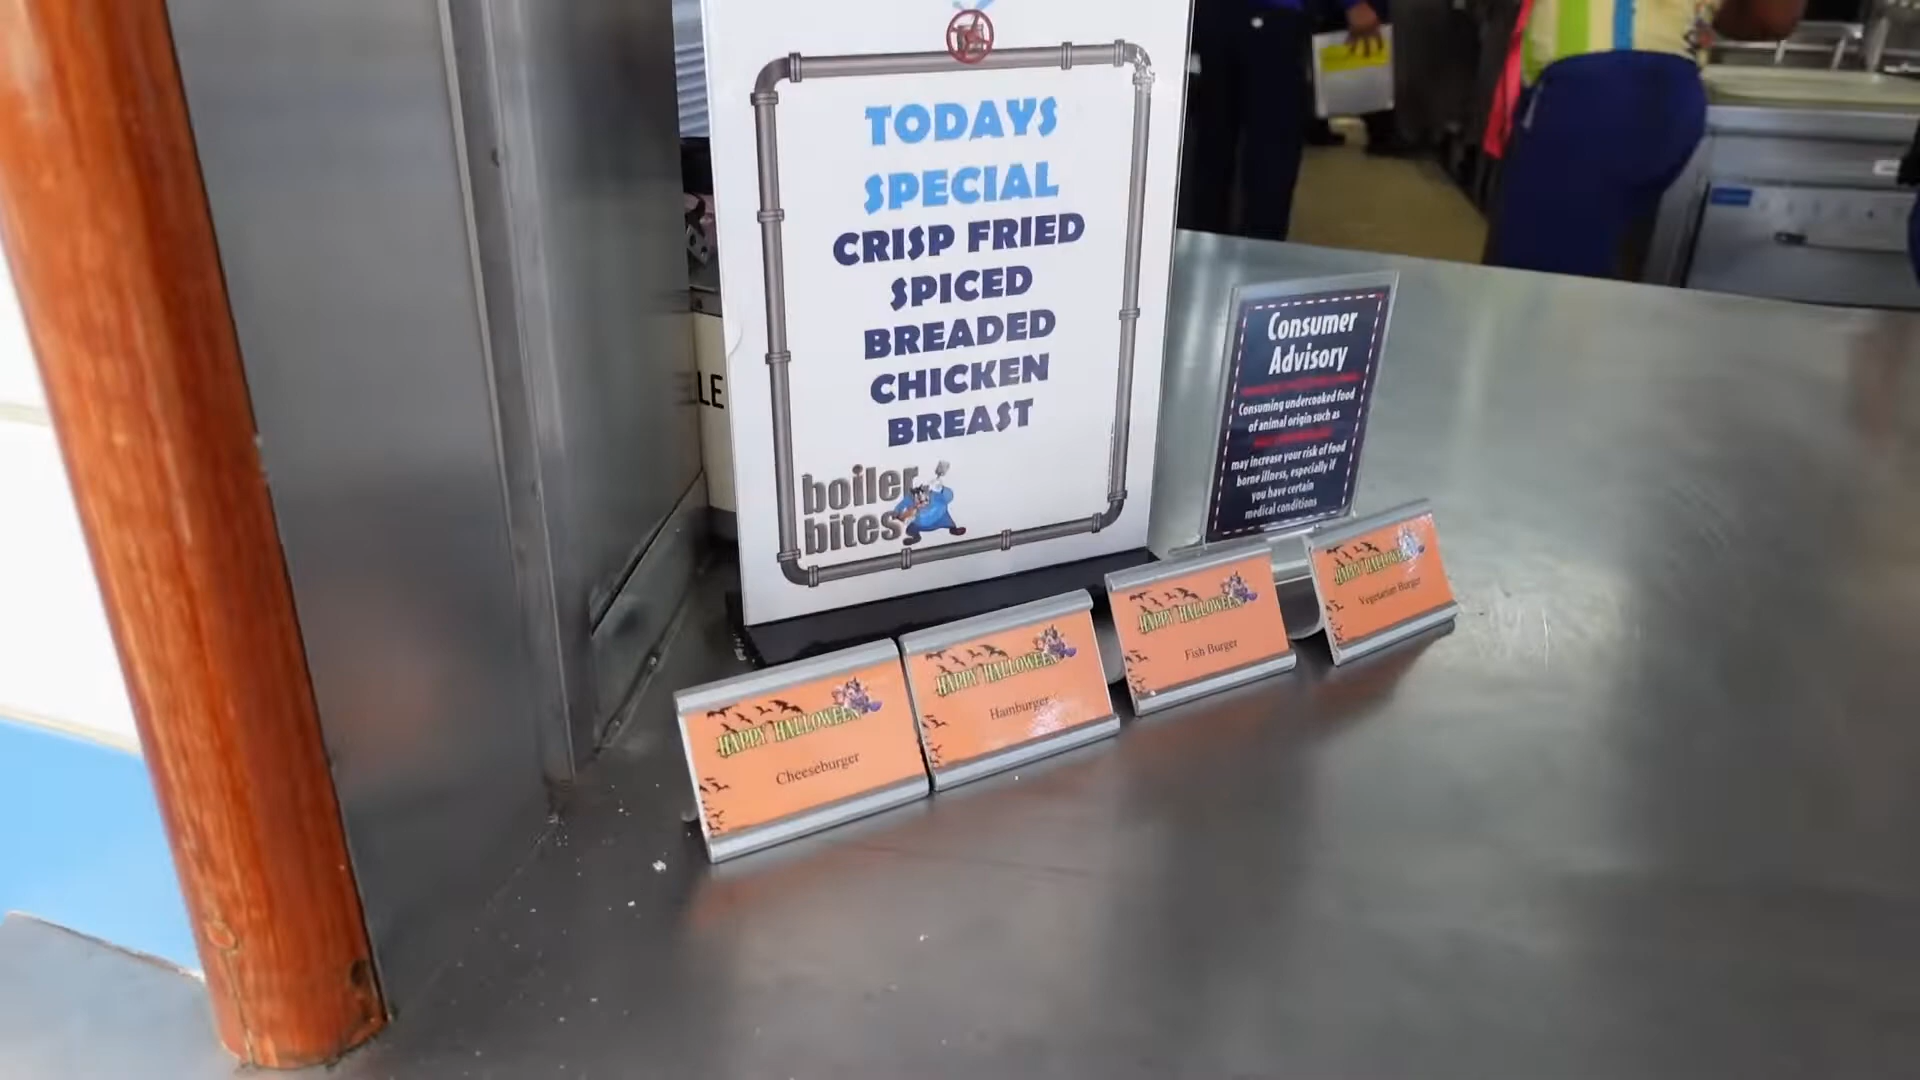 TODAYS
SPECIAL
CRISP FRIED
SPICED
BREADED
CHICKEN
BREAST
boiler
bites
LE
Consumer
Advisory
Consuming undercooked food
of animal origin such as
may increase your risk of food
borne illness, especially if
you have certain
medical conditions
HAPPY HALLOWEEN
Cheeseburger
HAPPY HALLOWEEN
Hamburger
HAPPY HALLOWEEN
Fish Burger
HAPPY HALLOWEEN
Vegetarian Burger